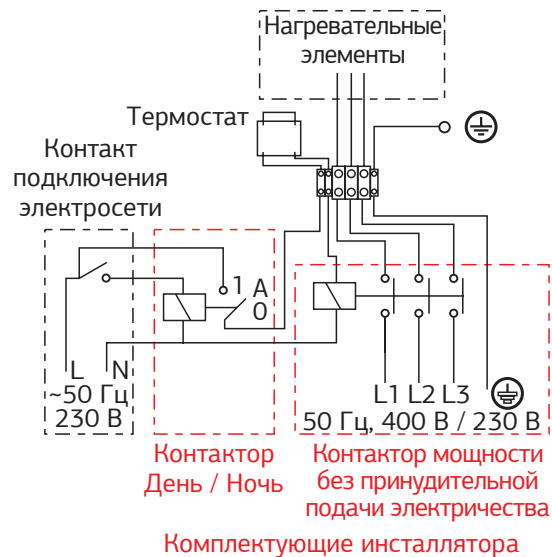 Нагревательные
элементы
Термостат
Контакт
подключения
электросети
1 A
0
L N
~50 Гц
230 В
L1 L2 L3
50 Гц, 400 В / 230 В
Контактор
День / Ночь
Контактор мощности
без принудительной
подачи электричества
Комплектующие инсталлятора